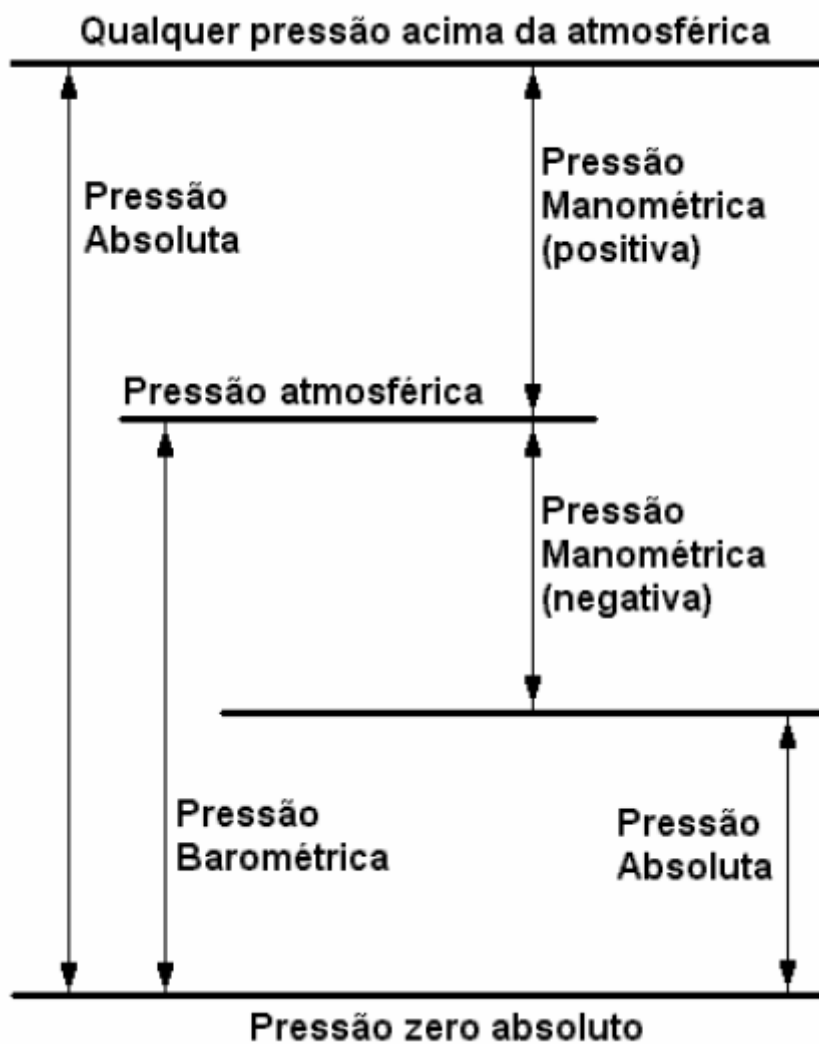 Qualquer pressão acima da atmosférica
Pressão
Absoluta
Pressão
Manométrica
(positiva)
Pressão atmosférica
Pressão
Manométrica
(negativa)
Pressão
Barométrica
Pressão
Absoluta
Pressão zero absoluto